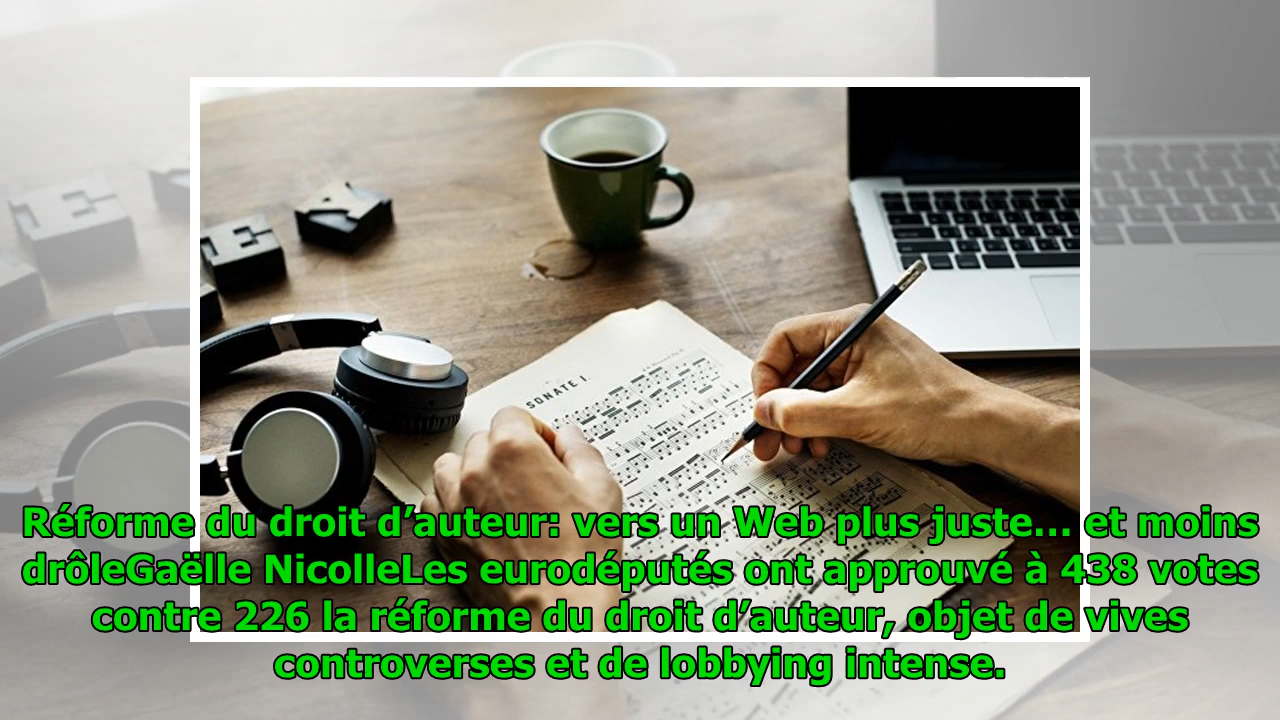 SONATE I.
Réforme du droit d’auteur: vers un Web plus juste… et moins
drôleGaëlle NicolleLes eurodéputés ont approuvé à 438 votes
contre 226 la réforme du droit d’auteur, objet de vives
controverses et de lobbying intense.